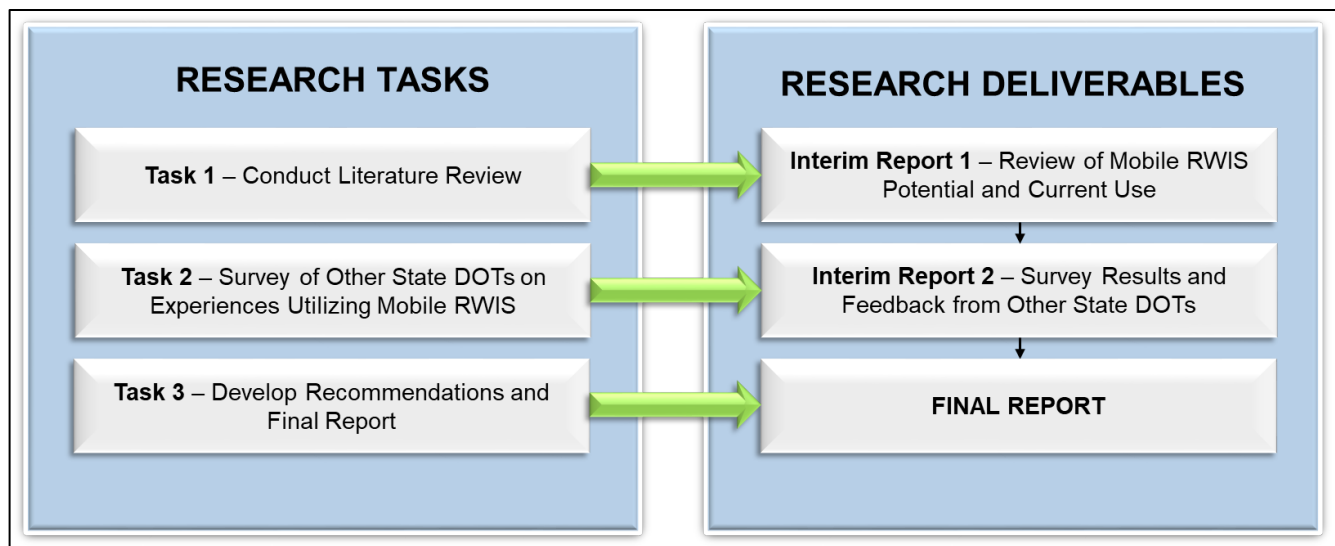 RESEARCH TASKS
Task 1 – Conduct Literature Review
Task 2 – Survey of Other State DOTs on
Experiences Utilizing Mobile RWIS
Task 3 – Develop Recommendations and
Final Report
RESEARCH DELIVERABLES
Interim Report 1 – Review of Mobile RWIS
Potential and Current Use
Interim Report 2 – Survey Results and
Feedback from Other State DOTs
FINAL REPORT